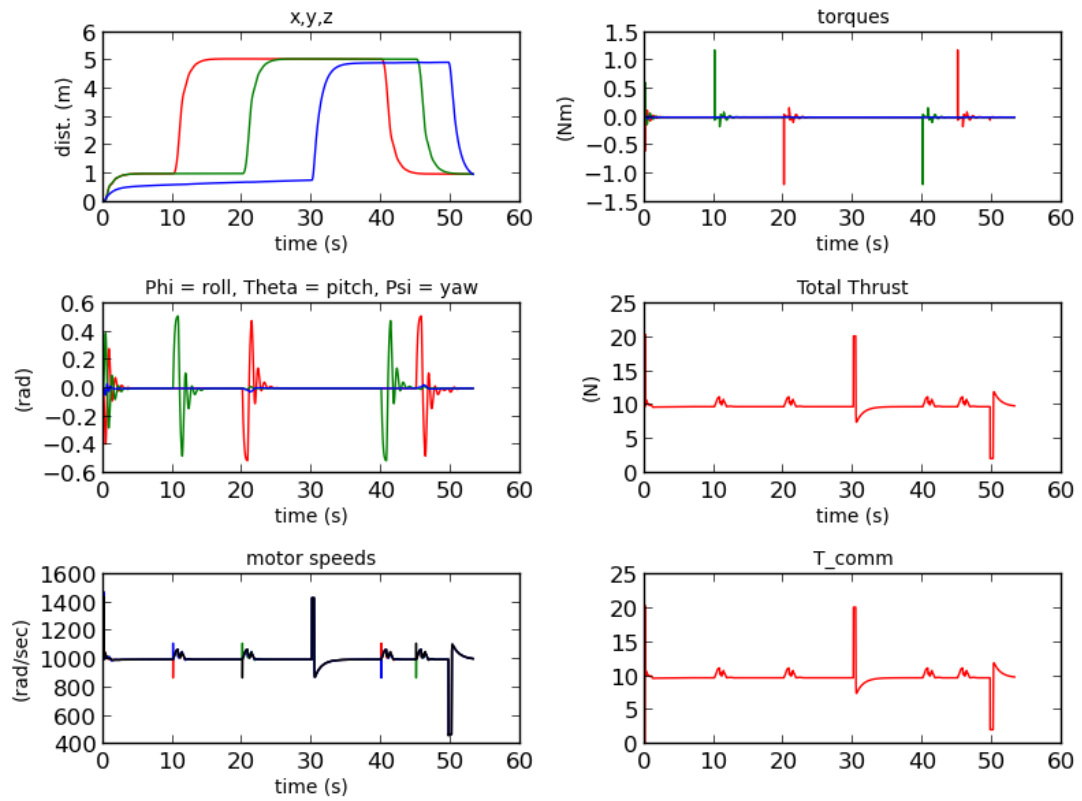 x,y,z
6
5
4
3
2
1
0
dist. (m)
0 10 20 30 40 50 60
time (s)
torques
1.5
1.0
0.5
0.0
−0.5
−1.0
−1.5
(Nm)
0 10 20 30 40 50 60
time (s)
Phi = roll, Theta = pitch, Psi = yaw
0.6
0.4
0.2
0.0
−0.2
−0.4
−0.6
(rad)
0 10 20 30 40 50 60
time (s)
Total Thrust
25
20
15
10
5
0
(N)
0 10 20 30 40 50 60
time (s)
motor speeds
1600
1400
1200
1000
800
600
400
(rad/sec)
0 10 20 30 40 50 60
time (s)
T_comm
25
20
15
10
5
0
0 10 20 30 40 50 60
time (s)